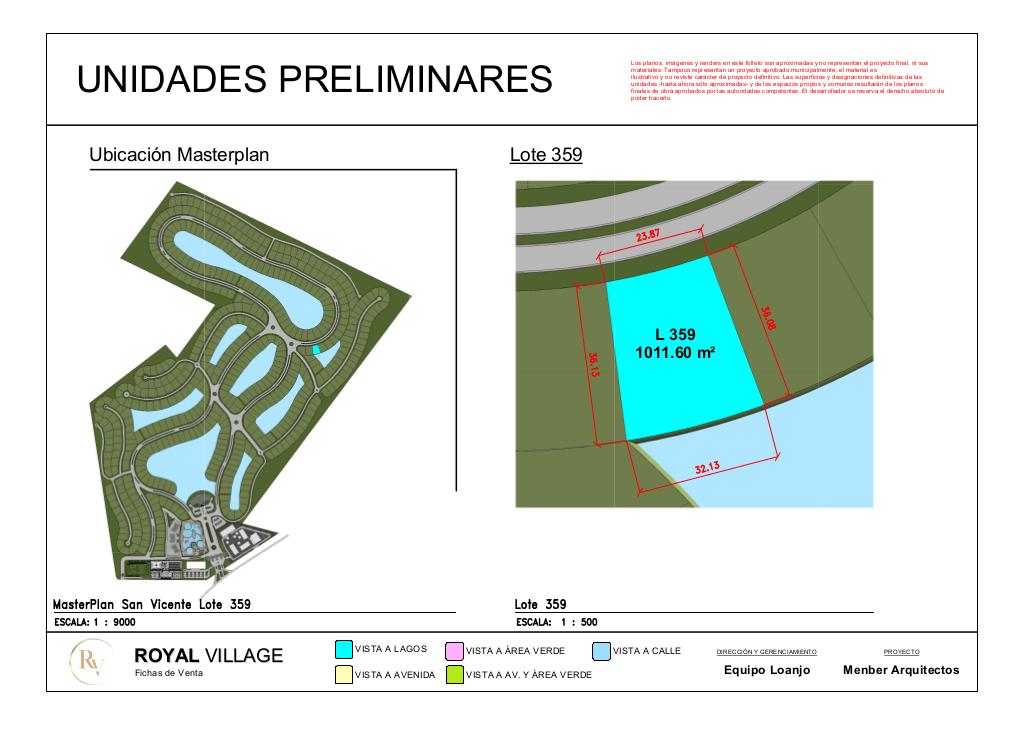 UNIDADES PRELIMINARES
Los planos, imágenes y renders en este folleto son aproximadas y no representan el proyecto final, ni sus
materiales. Tampoco representan un proyecto aprobado municipalmente, el material es
ilustrativo y no reviste carácter de proyecto definitivo. Las superficies y designaciones definitivas de las
unidades -hasta ahora sólo aproximadas- y de los espacios propios y comunes resultarán de los planos
finales de obra aprobados por las autoridades competentes. El desarrollador se reserva el derecho absoluto de
poder hacerlo.
Ubicación Masterplan
Lote 359
23.87
36.08
36.13
L 359
1011.60 m²
32.13
MasterPlan San Vicente Lote 359
ESCALA: 1 : 9000
Lote 359
ESCALA: 1 : 500
RV
ROYAL VILLAGE
Fichas de Venta
VISTA A LAGOS
VISTA A ÁREA VERDE
VISTA A CALLE
VISTA A AVENIDA
VISTA A AV. Y ÁREA VERDE
DIRECCIÓN Y GERENCIAMIENTO
Equipo Loanjo
PROYECTO
Menber Arquitectos